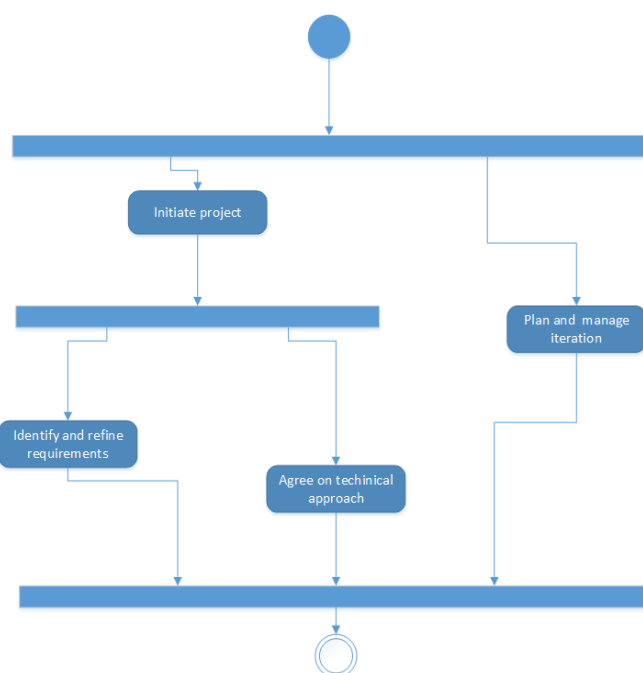 Initiate project
Plan and manage
iteration
Identify and refine
requirements
Agree on techinical
approach